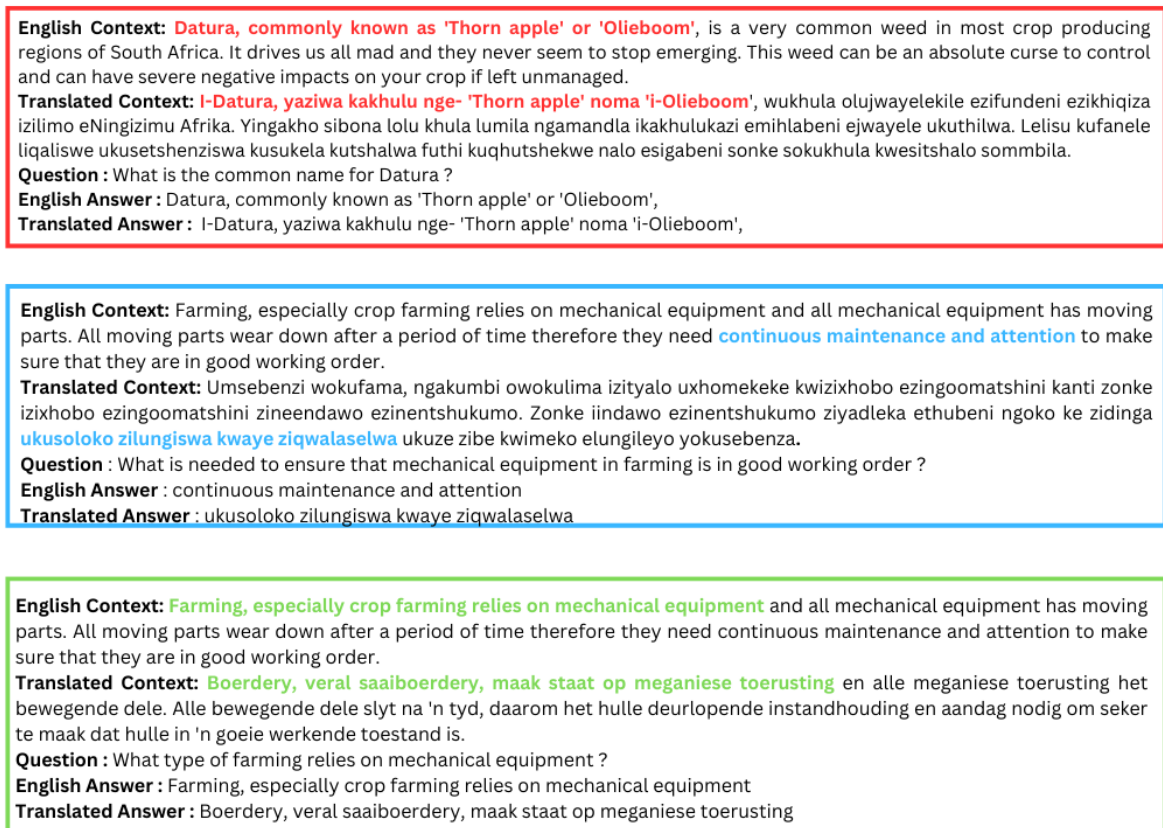 English Context: Datura, commonly known as 'Thorn apple' or 'Olieboom', is a very common weed in most crop producing
regions of South Africa. It drives us all mad and they never seem to stop emerging. This weed can be an absolute curse to control
and can have severe negative impacts on your crop if left unmanaged.
Translated Context: I-Datura, yaziwa kakhulu nge- 'Thorn apple' noma 'i-Olieboom', wukhula olujwayelekile ezifundeni ezikhiqiza
izilimo eNingizimu Afrika. Yingakho sibona lolu khula lumila ngamandla ikakhulukazi emihlabeni ejwayele ukuthilwa. Lelisu kufanele
liqaliswe ukusetshenziswa kusukela kutshalwa futhi kuqhutshekwe nalo esigabeni sonke sokukhula kwesitshalo sommbila.
Question : What is the common name for Datura ?
English Answer : Datura, commonly known as 'Thorn apple' or 'Olieboom',
Translated Answer : I-Datura, yaziwa kakhulu nge- 'Thorn apple' noma 'i-Olieboom',
English Context: Farming, especially crop farming relies on mechanical equipment and all mechanical equipment has moving
parts. All moving parts wear down after a period of time therefore they need continuous maintenance and attention to make
sure that they are in good working order.
Translated Context: Umsebenzi wokufama, ngakumbi owokulima izityalo uxhomekeke kwizixhobo ezingoomatshini kanti zonke
izixhobo ezingoomatshini zineendawo ezinentshukumo. Zonke iindawo ezinentshukumo ziyadleka ethubeni ngoko ke zidinga
ukusoloko zilungiswa kwaye ziqwalaselwa ukuze zibe kwimeko elungileyo yokusebenza.
Question : What is needed to ensure that mechanical equipment in farming is in good working order ?
English Answer : continuous maintenance and attention
Translated Answer : ukusoloko zilungiswa kwaye ziqwalaselwa
English Context: Farming, especially crop farming relies on mechanical equipment and all mechanical equipment has moving
parts. All moving parts wear down after a period of time therefore they need continuous maintenance and attention to make
sure that they are in good working order.
Translated Context: Boerdery, veral saaiboerdery, maak staat op meganiese toerusting en alle meganiese toerusting het
bewegende dele. Alle bewegende dele slyt na 'n tyd, daarom het hulle deurlopende instandhouding en aandag nodig om seker
te maak dat hulle in 'n goeie werkende toestand is.
Question : What type of farming relies on mechanical equipment ?
English Answer : Farming, especially crop farming relies on mechanical equipment
Translated Answer : Boerdery, veral saaiboerdery, maak staat op meganiese toerusting